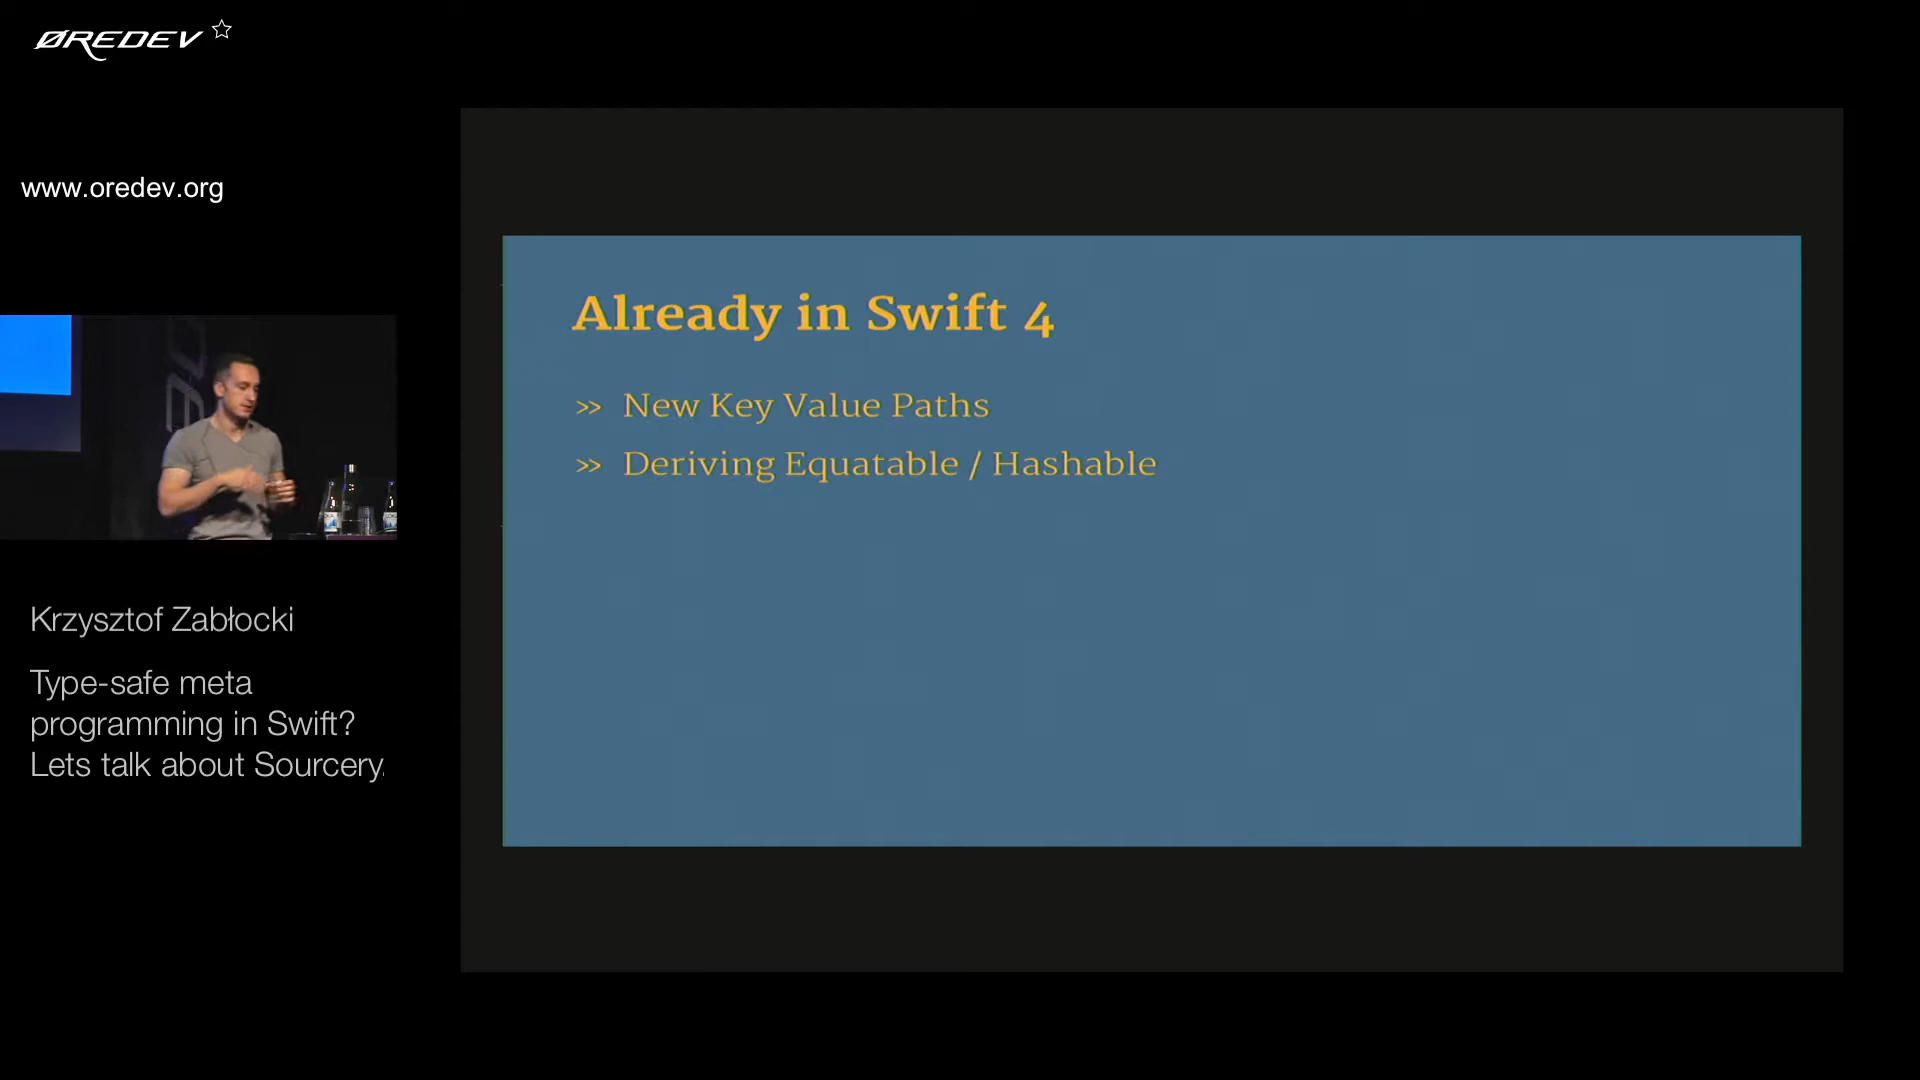 ØREDEV
www.oredev.org
Already in Swift 4
>> New Key Value Paths
>> Deriving Equatable / Hashable
Krzysztof Zabłocki
Type-safe meta
programming in Swift?
Lets talk about Sourcery.